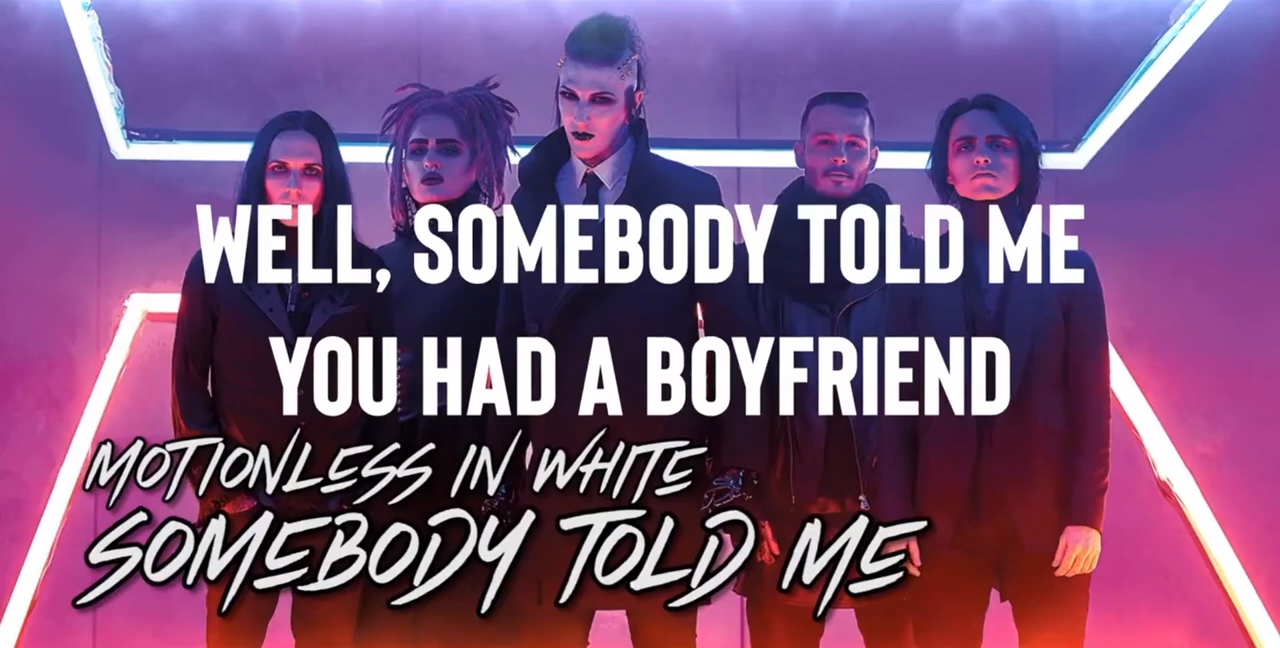 WELL, SOMEBODY TOLD ME
YOU HAD A BOYFRIEND
MOTIONLESS IN WHITE
SOMEBODY TOLD ME